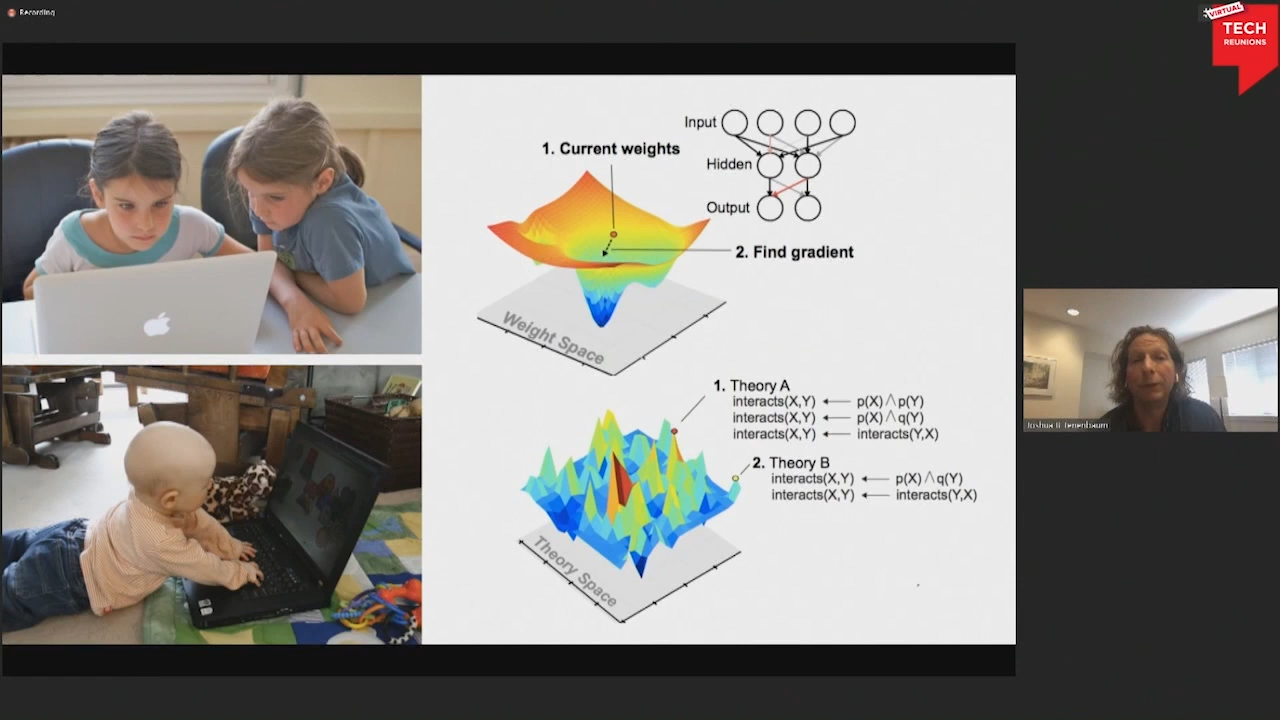 Recording
VIRTUAL
TECH
REUNIONS
Input
1. Current weights
Hidden
Output
2. Find gradient
Weight Space
1. Theory A
interacts(X,Y) ← p(X) ∧ p(Y)
interacts(X,Y) ← p(X) ∧ q(Y)
interacts(X,Y) ← interacts(Y,X)
2. Theory B
interacts(X,Y) ← p(X) ∧ q(Y)
interacts(X,Y) ← interacts(Y,X)
Theory Space
Joshua B Tenenbaum